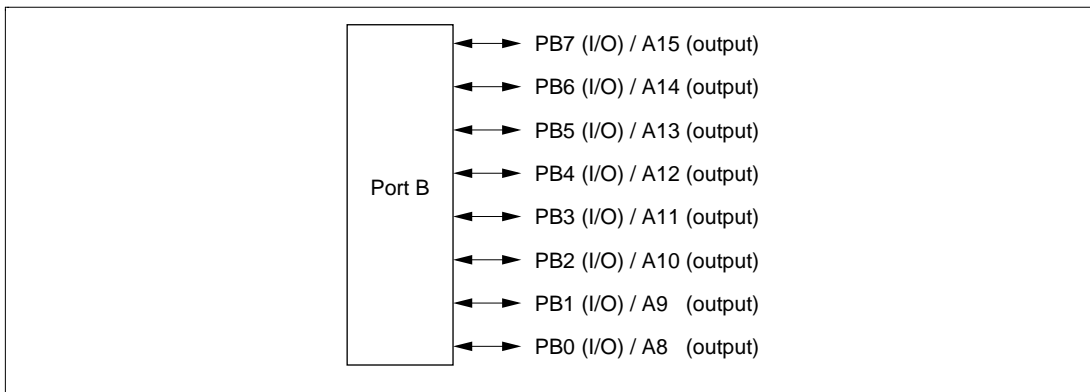 PB7 (I/O) / A15 (output)
PB6 (I/O) / A14 (output)
PB5 (I/O) / A13 (output)
PB4 (I/O) / A12 (output)
Port B
PB3 (I/O) / A11 (output)
PB2 (I/O) / A10 (output)
PB1 (I/O) / A9 (output)
PB0 (I/O) / A8 (output)